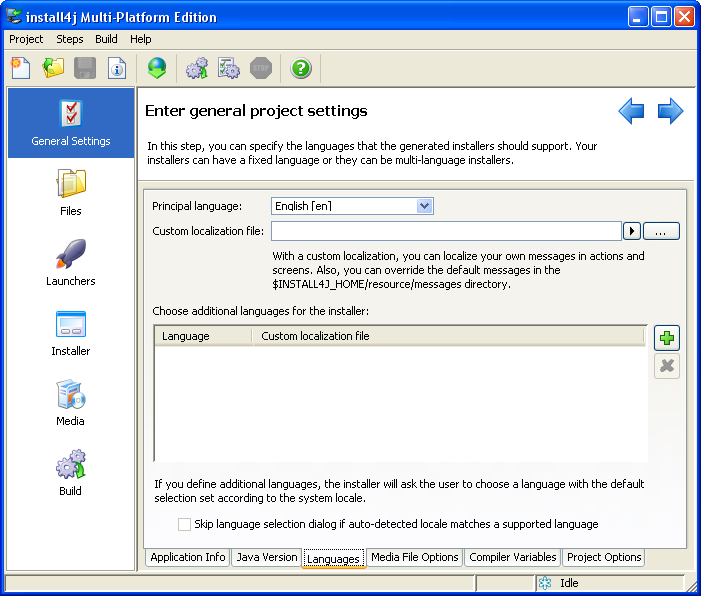 install4j Multi-Platform Edition
Project Steps Build Help
STOP
General Settings
Files
Launchers
Installer
Media
Build
Enter general project settings
In this step, you can specify the languages that the generated installers should support. Your
installers can have a fixed language or they can be multi-language installers.
Principal language: English [en]
Custom localization file: ...
With a custom localization, you can localize your own messages in actions and
screens. Also, you can override the default messages in the
$INSTALL4J_HOME/resource/messages directory.
Choose additional languages for the installer:
Language Custom localization file
If you define additional languages, the installer will ask the user to choose a language with the default
selection set according to the system locale.
Skip language selection dialog if auto-detected locale matches a supported language
Application Info Java Version Languages Media File Options Compiler Variables Project Options
Idle